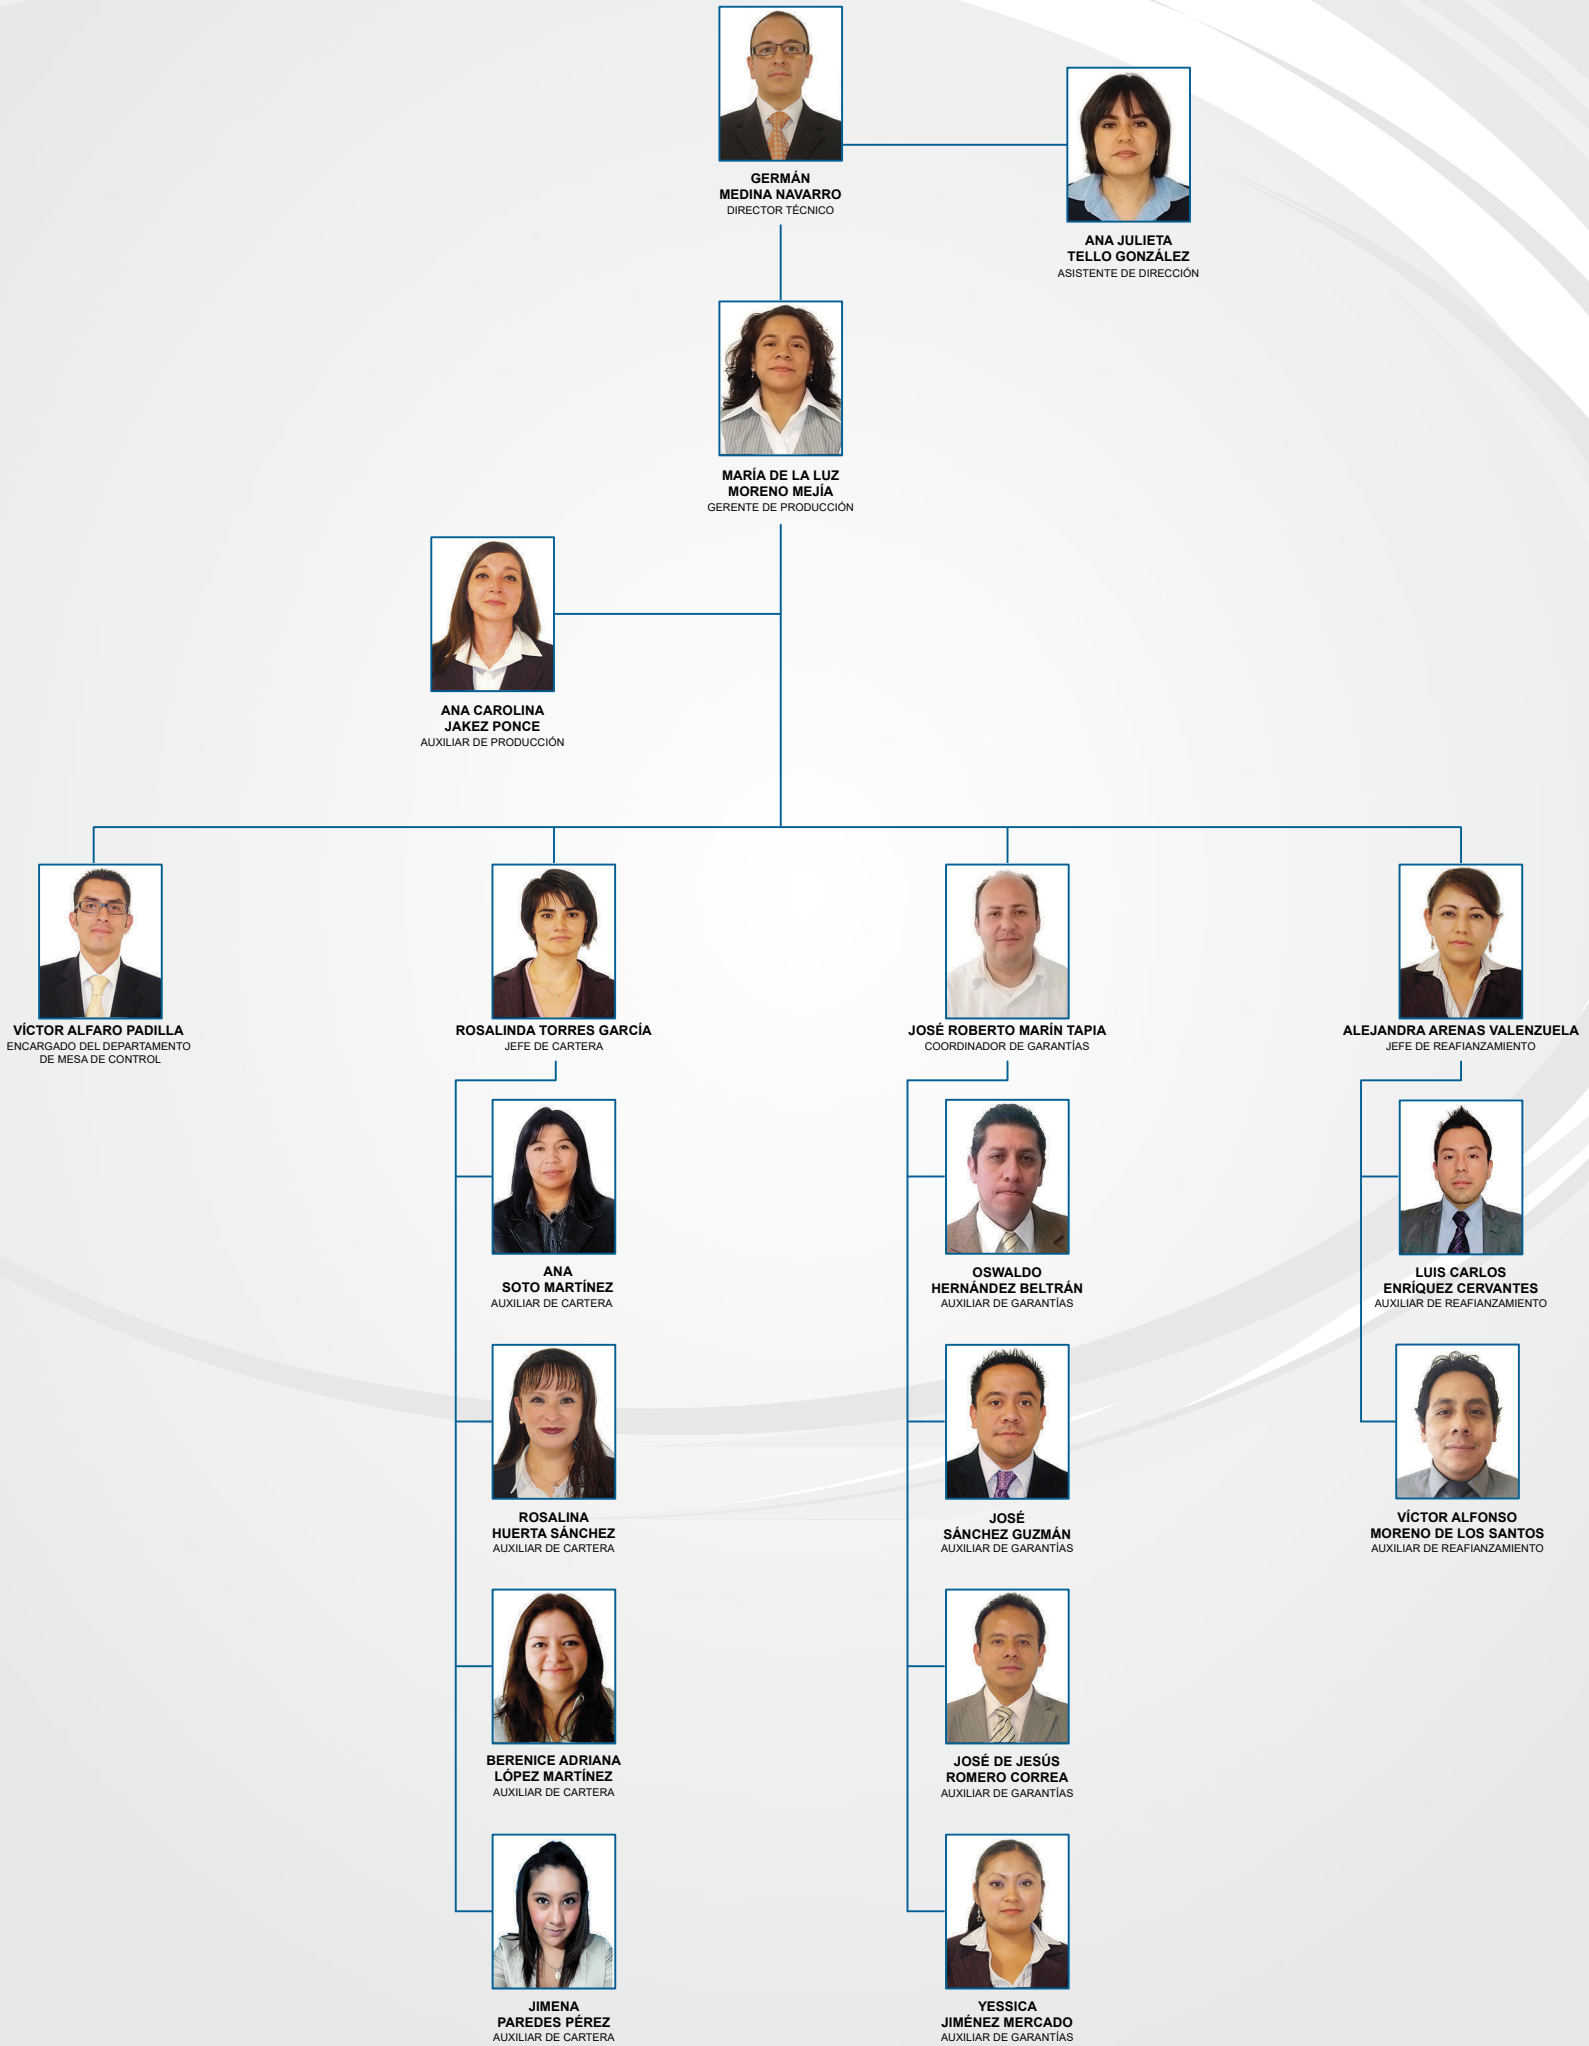 GERMÁN
MEDINA NAVARRO
DIRECTOR TÉCNICO
ANA JULIETA
TELLO GONZÁLEZ
ASISTENTE DE DIRECCIÓN
MARÍA DE LA LUZ
MORENO MEJÍA
GERENTE DE PRODUCCIÓN
ANA CAROLINA
JAKEZ PONCE
AUXILIAR DE PRODUCCIÓN
VÍCTOR ALFARO PADILLA
ENCARGADO DEL DEPARTAMENTO
DE MESA DE CONTROL
ROSALINDA TORRES GARCÍA
JEFE DE CARTERA
JOSÉ ROBERTO MARÍN TAPIA
COORDINADOR DE GARANTÍAS
ALEJANDRA ARENAS VALENZUELA
JEFE DE REAFIANZAMIENTO
ANA
SOTO MARTÍNEZ
AUXILIAR DE CARTERA
OSWALDO
HERNÁNDEZ BELTRÁN
AUXILIAR DE GARANTÍAS
LUIS CARLOS
ENRÍQUEZ CERVANTES
AUXILIAR DE REAFIANZAMIENTO
ROSALINA
HUERTA SÁNCHEZ
AUXILIAR DE CARTERA
JOSÉ
SÁNCHEZ GUZMÁN
AUXILIAR DE GARANTÍAS
VÍCTOR ALFONSO
MORENO DE LOS SANTOS
AUXILIAR DE REAFIANZAMIENTO
BERENICE ADRIANA
LÓPEZ MARTÍNEZ
AUXILIAR DE CARTERA
JOSÉ DE JESÚS
ROMERO CORREA
AUXILIAR DE GARANTÍAS
JIMENA
PAREDES PÉREZ
AUXILIAR DE CARTERA
YESSICA
JIMÉNEZ MERCADO
AUXILIAR DE GARANTÍAS